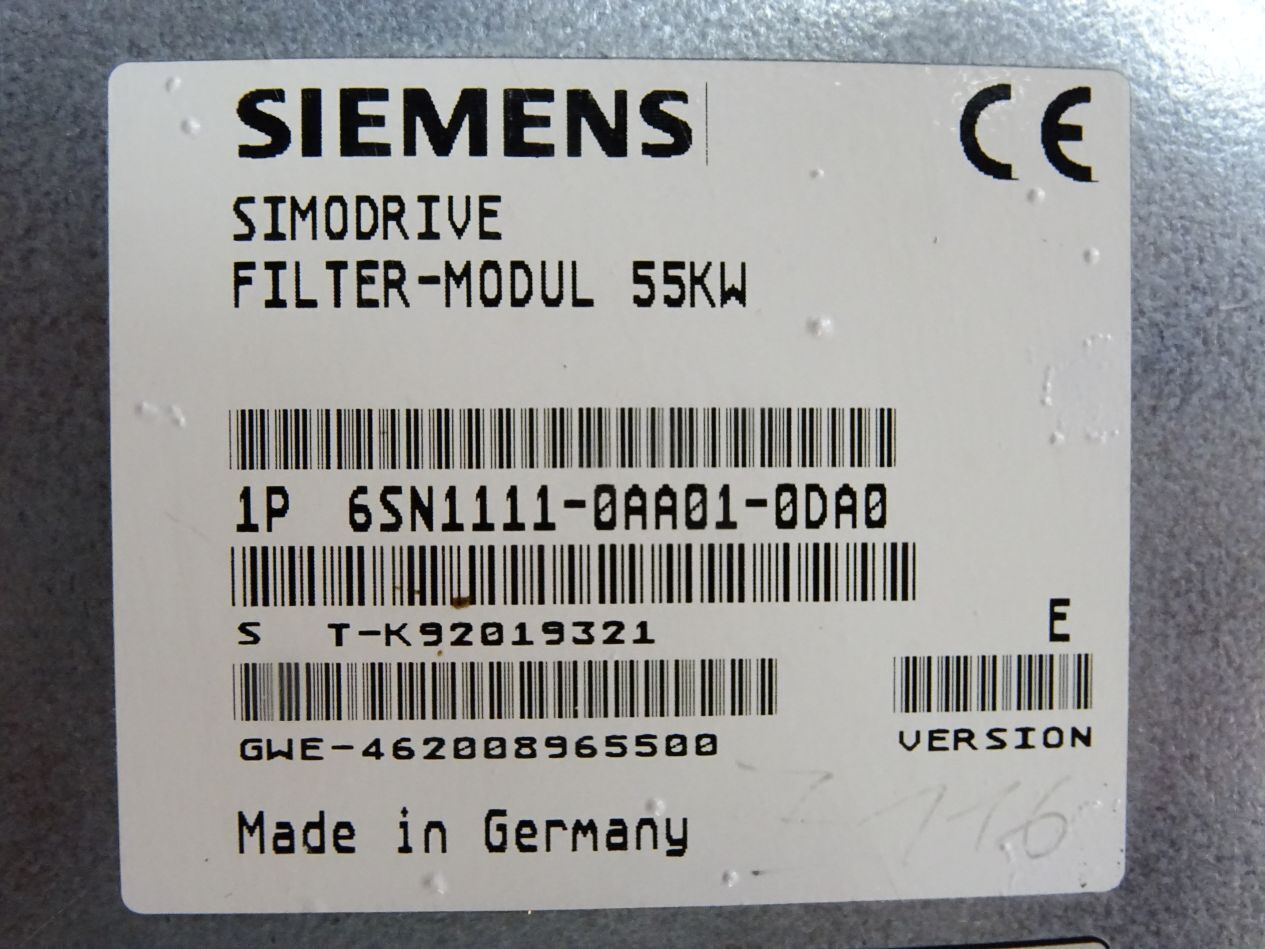 SIEMENS
CE
SIMODRIVE
FILTER-MODUL 55KW
1P 6SN1111-0AA01-0DA0
S T-K92019321
E
GWE-462008965500
VERSION
Made in Germany